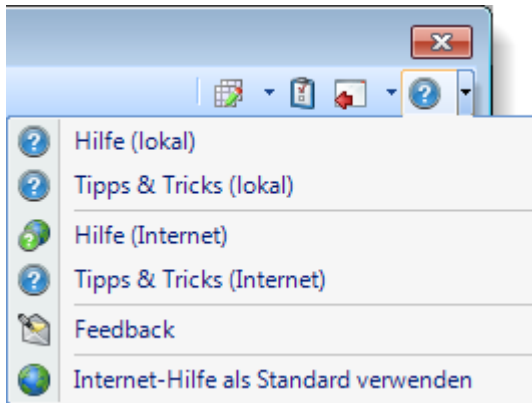 Hilfe (lokal)
Tipps & Tricks (lokal)
Hilfe (Internet)
Tipps & Tricks (Internet)
Feedback
Internet-Hilfe als Standard verwenden